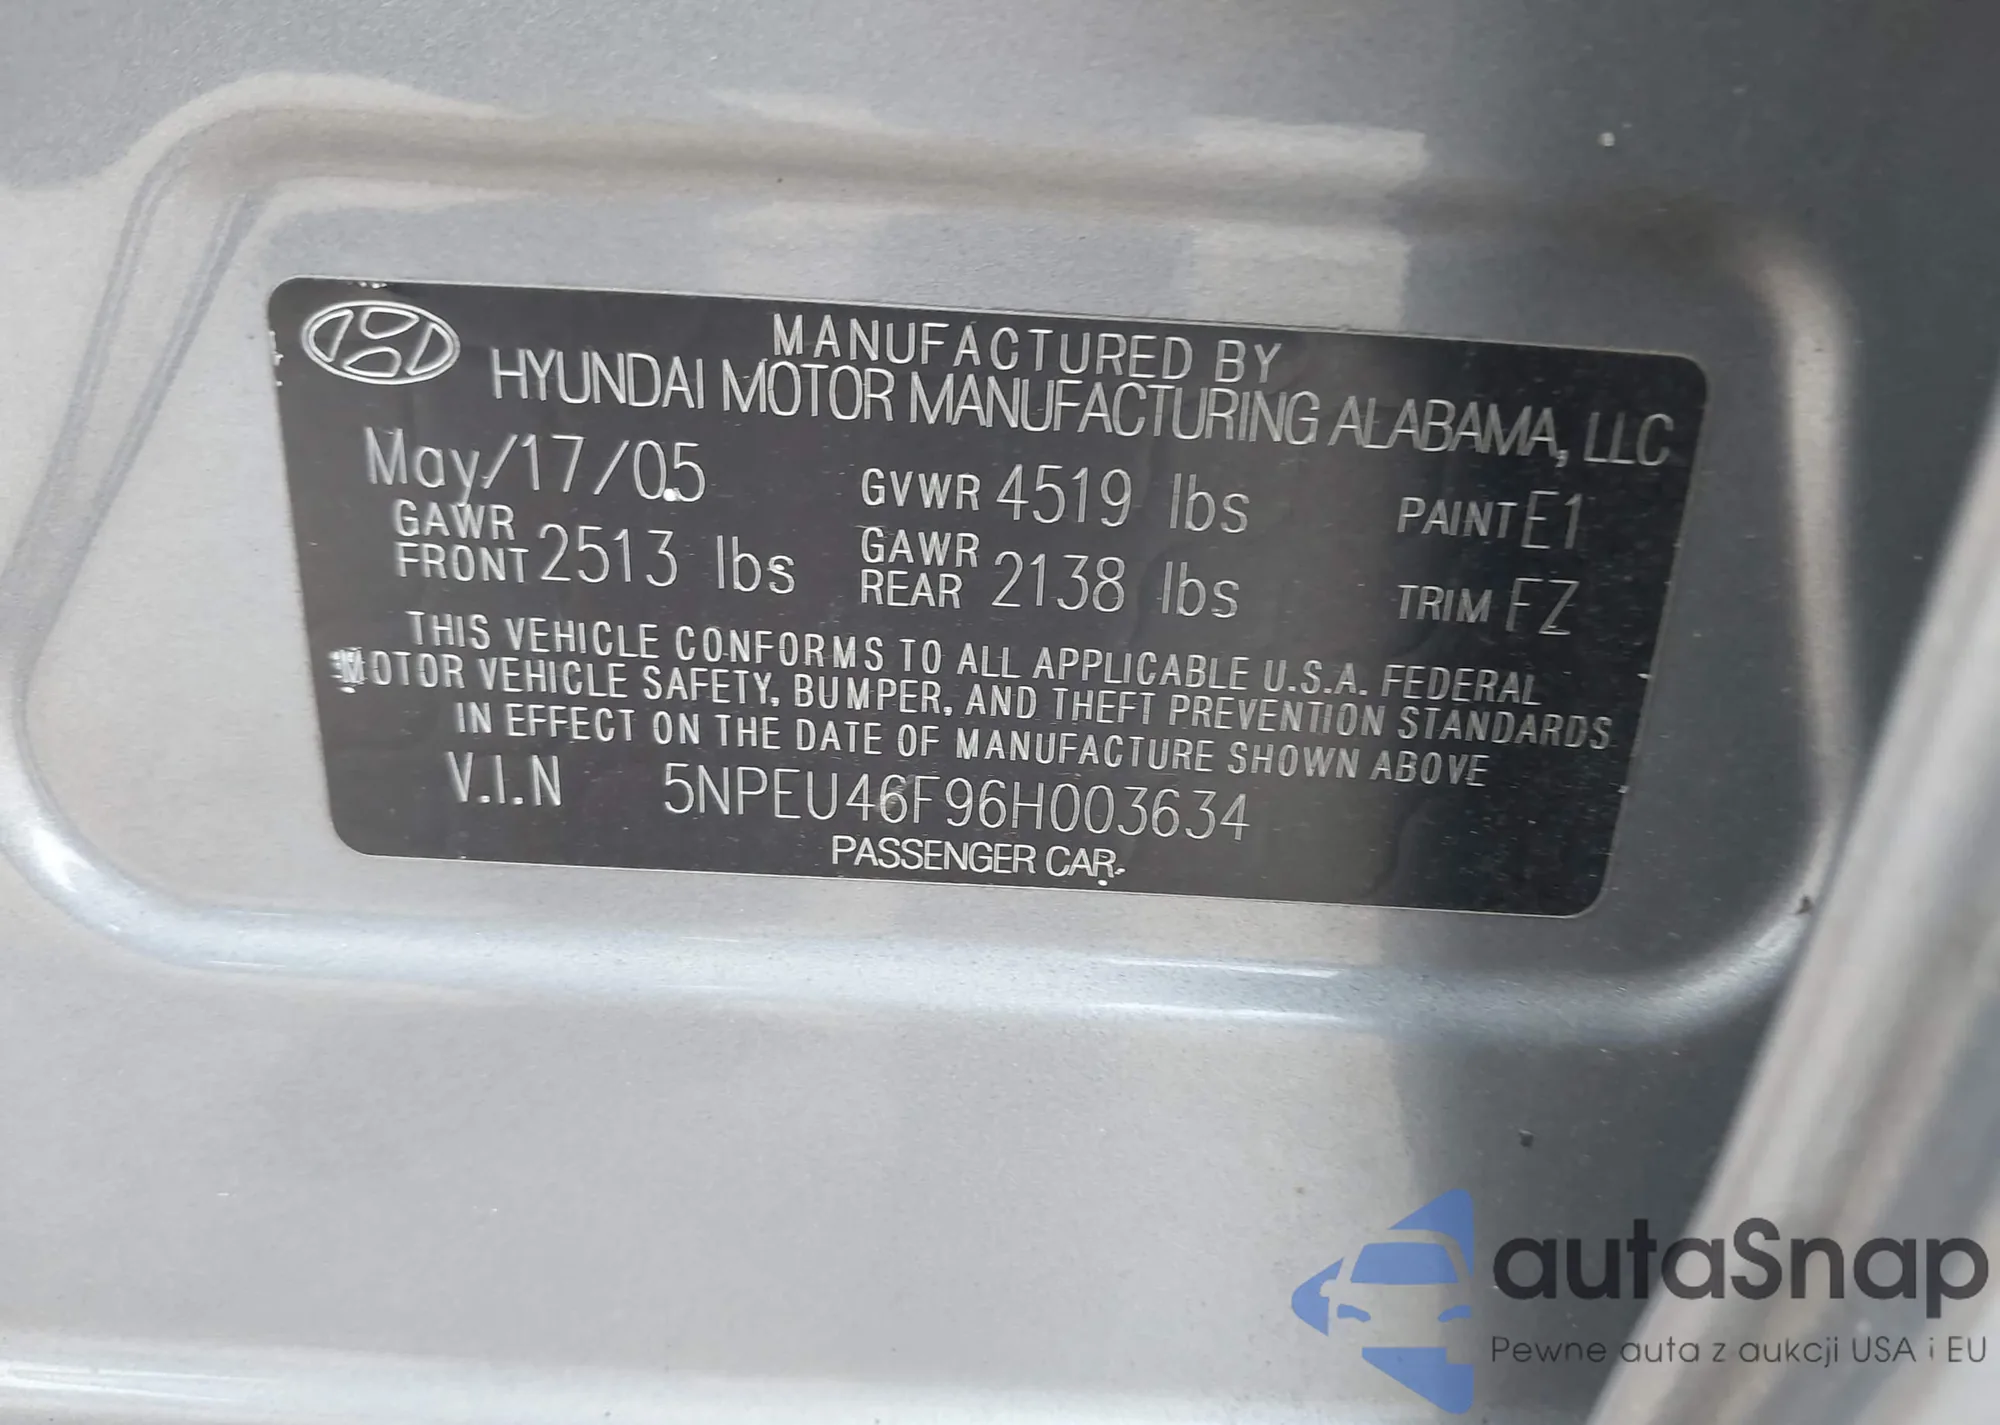 MANUFACTURED BY
HYUNDAI MOTOR MANUFACTURING ALABAMA, LLC
May/17/05 GVWR 4519 lbs PAINT E1
GAWR FRONT 2513 lbs GAWR REAR 2138 lbs TRIM FZ
THIS VEHICLE CONFORMS TO ALL APPLICABLE U.S.A. FEDERAL
MOTOR VEHICLE SAFETY, BUMPER, AND THEFT PREVENTION STANDARDS
IN EFFECT ON THE DATE OF MANUFACTURE SHOWN ABOVE
V.I.N 5NPEU46F96H003634
PASSENGER CAR
autaSnap
Pewne auta z aukcji USA i EU